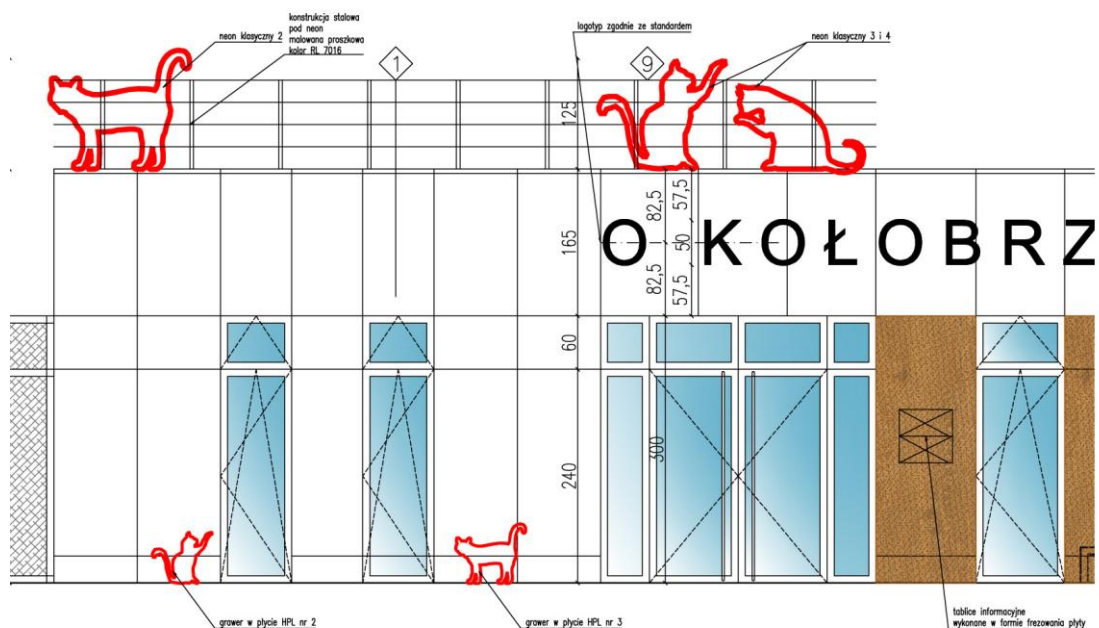 konstrukcja stalowa
pod neon
malowana proszkowa
kolor RL 7016
neon klasyczny 2
logotyp zgodnie ze standardem
neon klasyczny 3 i 4
1
9
125
82,5
57,5
165
50
O KOŁOBRZ
82,5
57,5
60
300
240
grawer w płycie HPL nr 2
grawer w płycie HPL nr 3
tablice informacyjne
wykonane w formie frezowania płyty